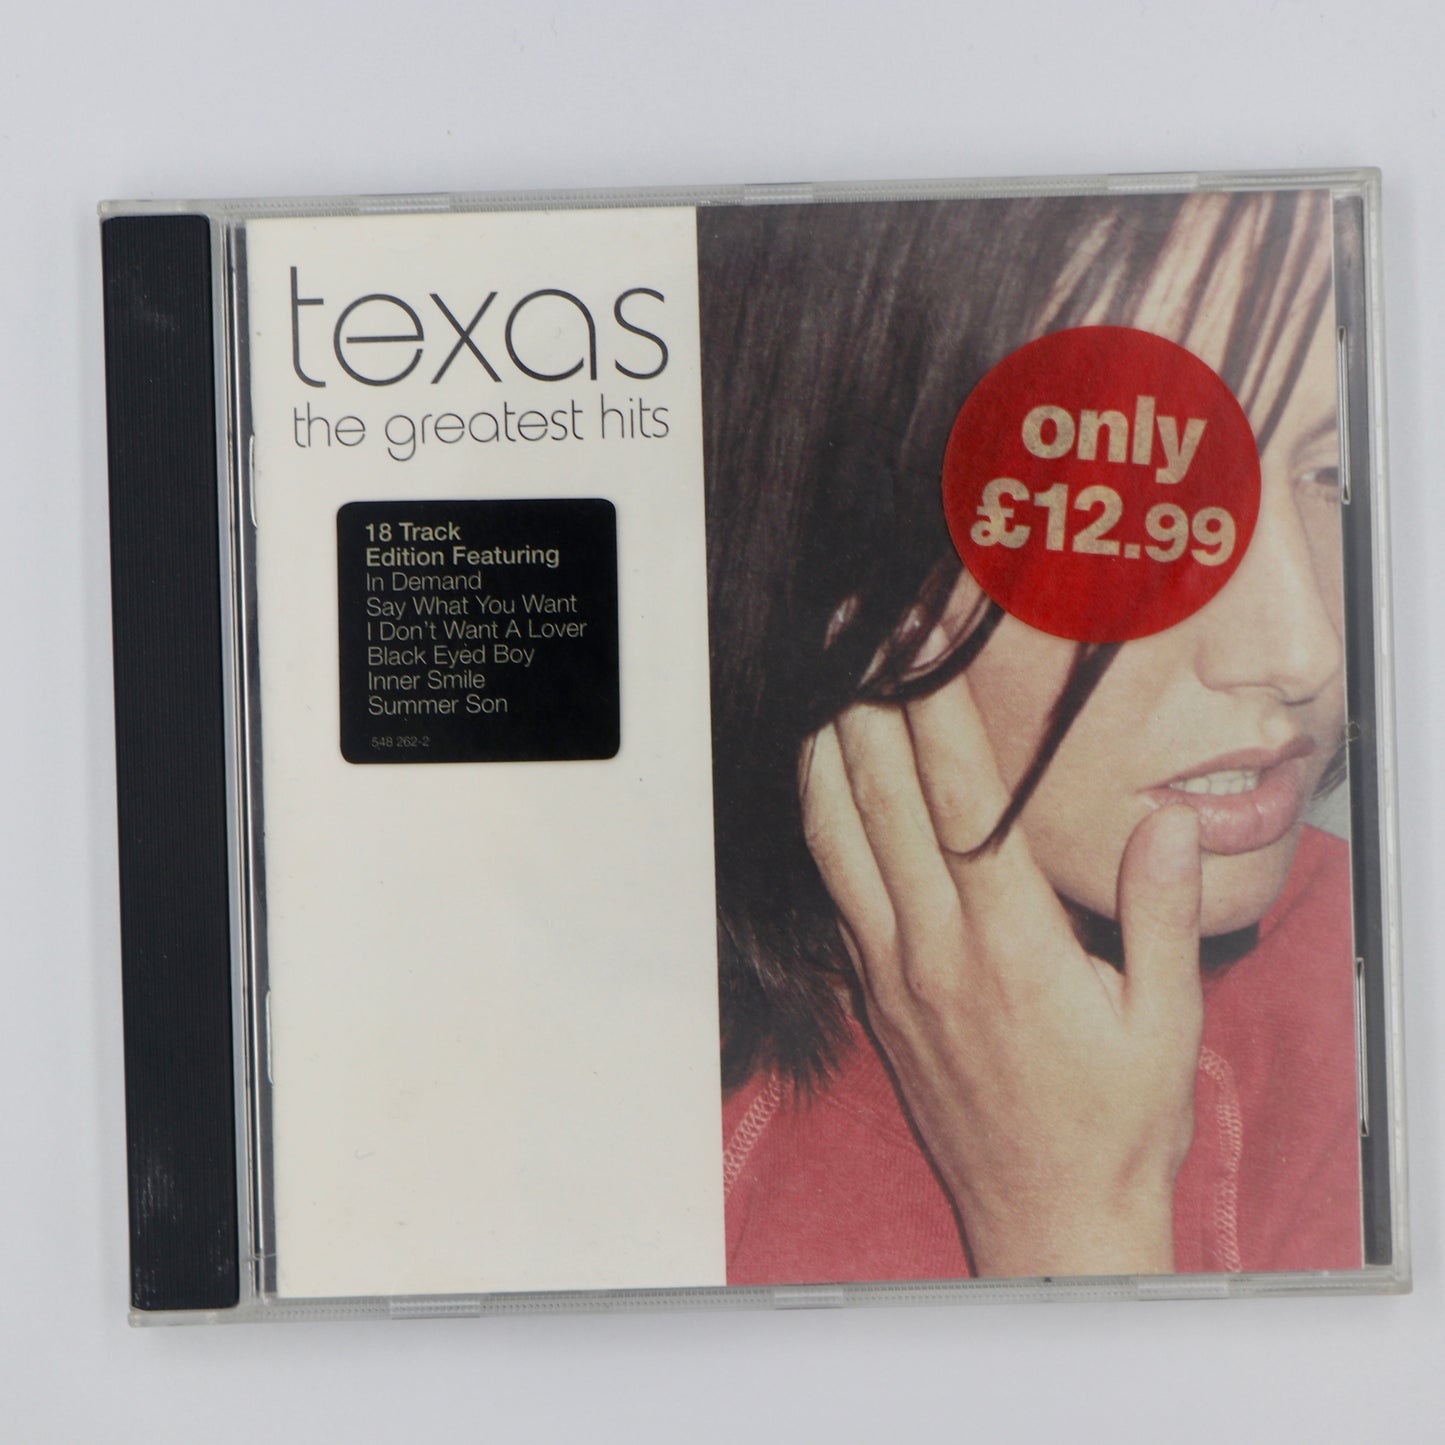 texas
the greatest hits
18 Track
Edition Featuring
In Demand
Say What You Want
I Don't Want A Lover
Black Eyed Boy
Inner Smile
Summer Son
548 262-2
only
£12.99